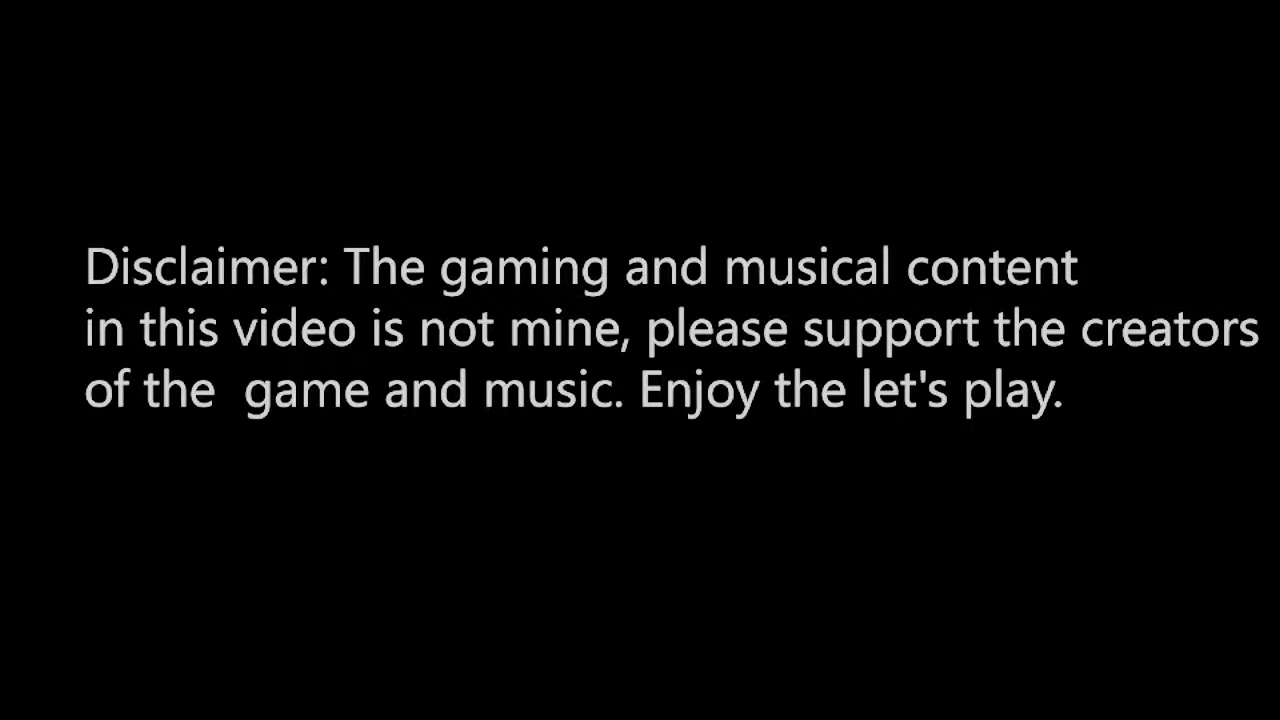 Disclaimer: The gaming and musical content
in this video is not mine, please support the creators
of the  game and music. Enjoy the let's play.